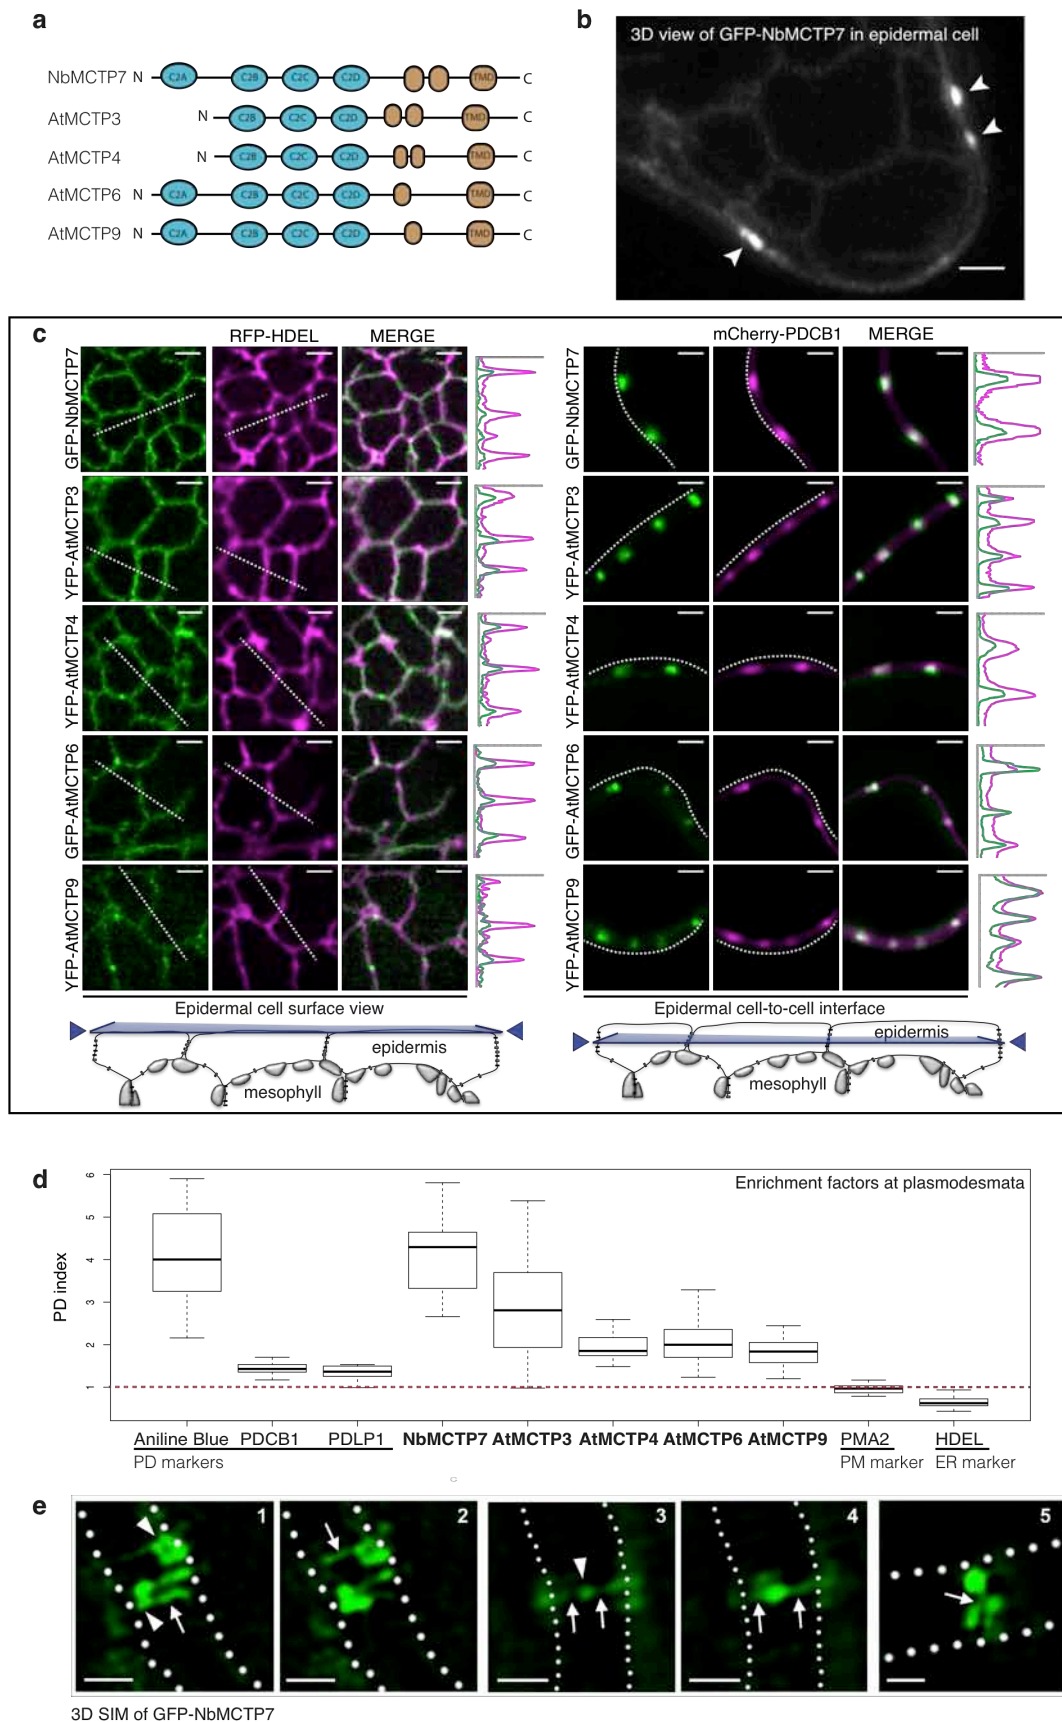 a
NbMCTP7 N C2A C2B C2C C2D TMD C
AtMCTP3 N C2B C2C C2D TMD C
AtMCTP4 N C2B C2C C2D TMD C
AtMCTP6 N C2A C2B C2C C2D TMD C
AtMCTP9 N C2A C2B C2C C2D TMD C
b
3D view of GFP-NbMCTP7 in epidermal cell
c
RFP-HDEL MERGE
mCherry-PDCB1 MERGE
GFP-NbMCTP7
YFP-AtMCTP3
YFP-AtMCTP4
GFP-AtMCTP6
YFP-AtMCTP9
GFP-NbMCTP7
YFP-AtMCTP3
YFP-AtMCTP4
GFP-AtMCTP6
YFP-AtMCTP9
Epidermal cell surface view
epidermis
mesophyll
Epidermal cell-to-cell interface
epidermis
mesophyll
d
Enrichment factors at plasmodesmata
PD index
6
5
4
3
2
1
Aniline Blue PDCB1 PDLP1 NbMCTP7 AtMCTP3 AtMCTP4 AtMCTP6 AtMCTP9 PMA2 HDEL
PD markers PM marker ER marker
e
1 2 3 4 5
3D SIM of GFP-NbMCTP7